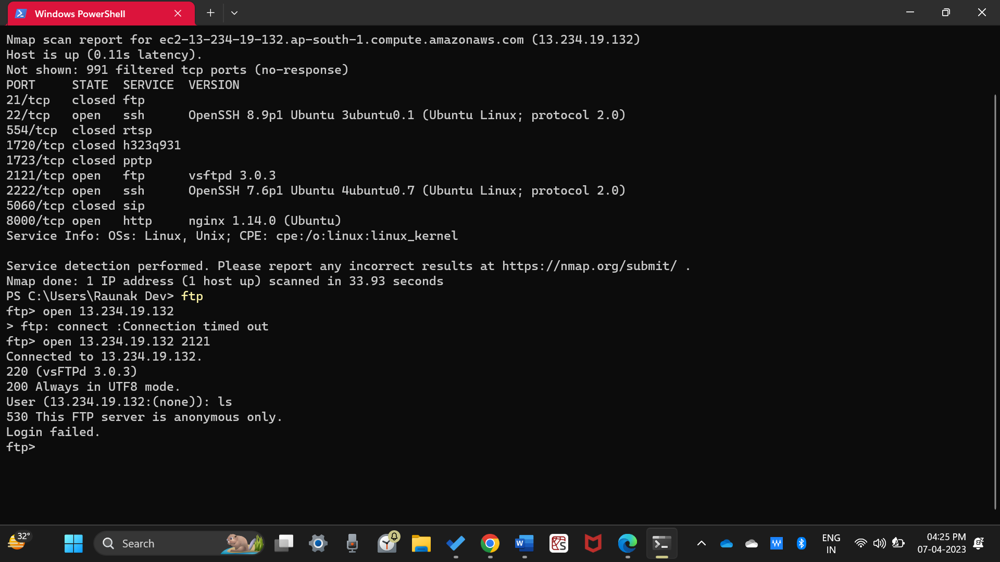 Windows PowerShell
Nmap scan report for ec2-13-234-19-132.ap-south-1.compute.amazonaws.com (13.234.19.132)
Host is up (0.11s latency).
Not shown: 991 filtered tcp ports (no-response)
PORT     STATE  SERVICE  VERSION
21/tcp   closed ftp
22/tcp   open   ssh      OpenSSH 8.9p1 Ubuntu 3ubuntu0.1 (Ubuntu Linux; protocol 2.0)
554/tcp  closed rtsp
1720/tcp closed h323q931
1723/tcp closed pptp
2121/tcp open   ftp      vsftpd 3.0.3
2222/tcp open   ssh      OpenSSH 7.6p1 Ubuntu 4ubuntu0.7 (Ubuntu Linux; protocol 2.0)
5060/tcp closed sip
8000/tcp open   http     nginx 1.14.0 (Ubuntu)
Service Info: OSs: Linux, Unix; CPE: cpe:/o:linux:linux_kernel
Service detection performed. Please report any incorrect results at https://nmap.org/submit/ .
Nmap done: 1 IP address (1 host up) scanned in 33.93 seconds
PS C:\Users\Raunak Dev> ftp
ftp> open 13.234.19.132
> ftp: connect :Connection timed out
ftp> open 13.234.19.132 2121
Connected to 13.234.19.132.
220 (vsFTPd 3.0.3)
200 Always in UTF8 mode.
User (13.234.19.132:(none)): ls
530 This FTP server is anonymous only.
Login failed.
ftp>
32°
Search
W
S
ENG
IN
04:25 PM
07-04-2023